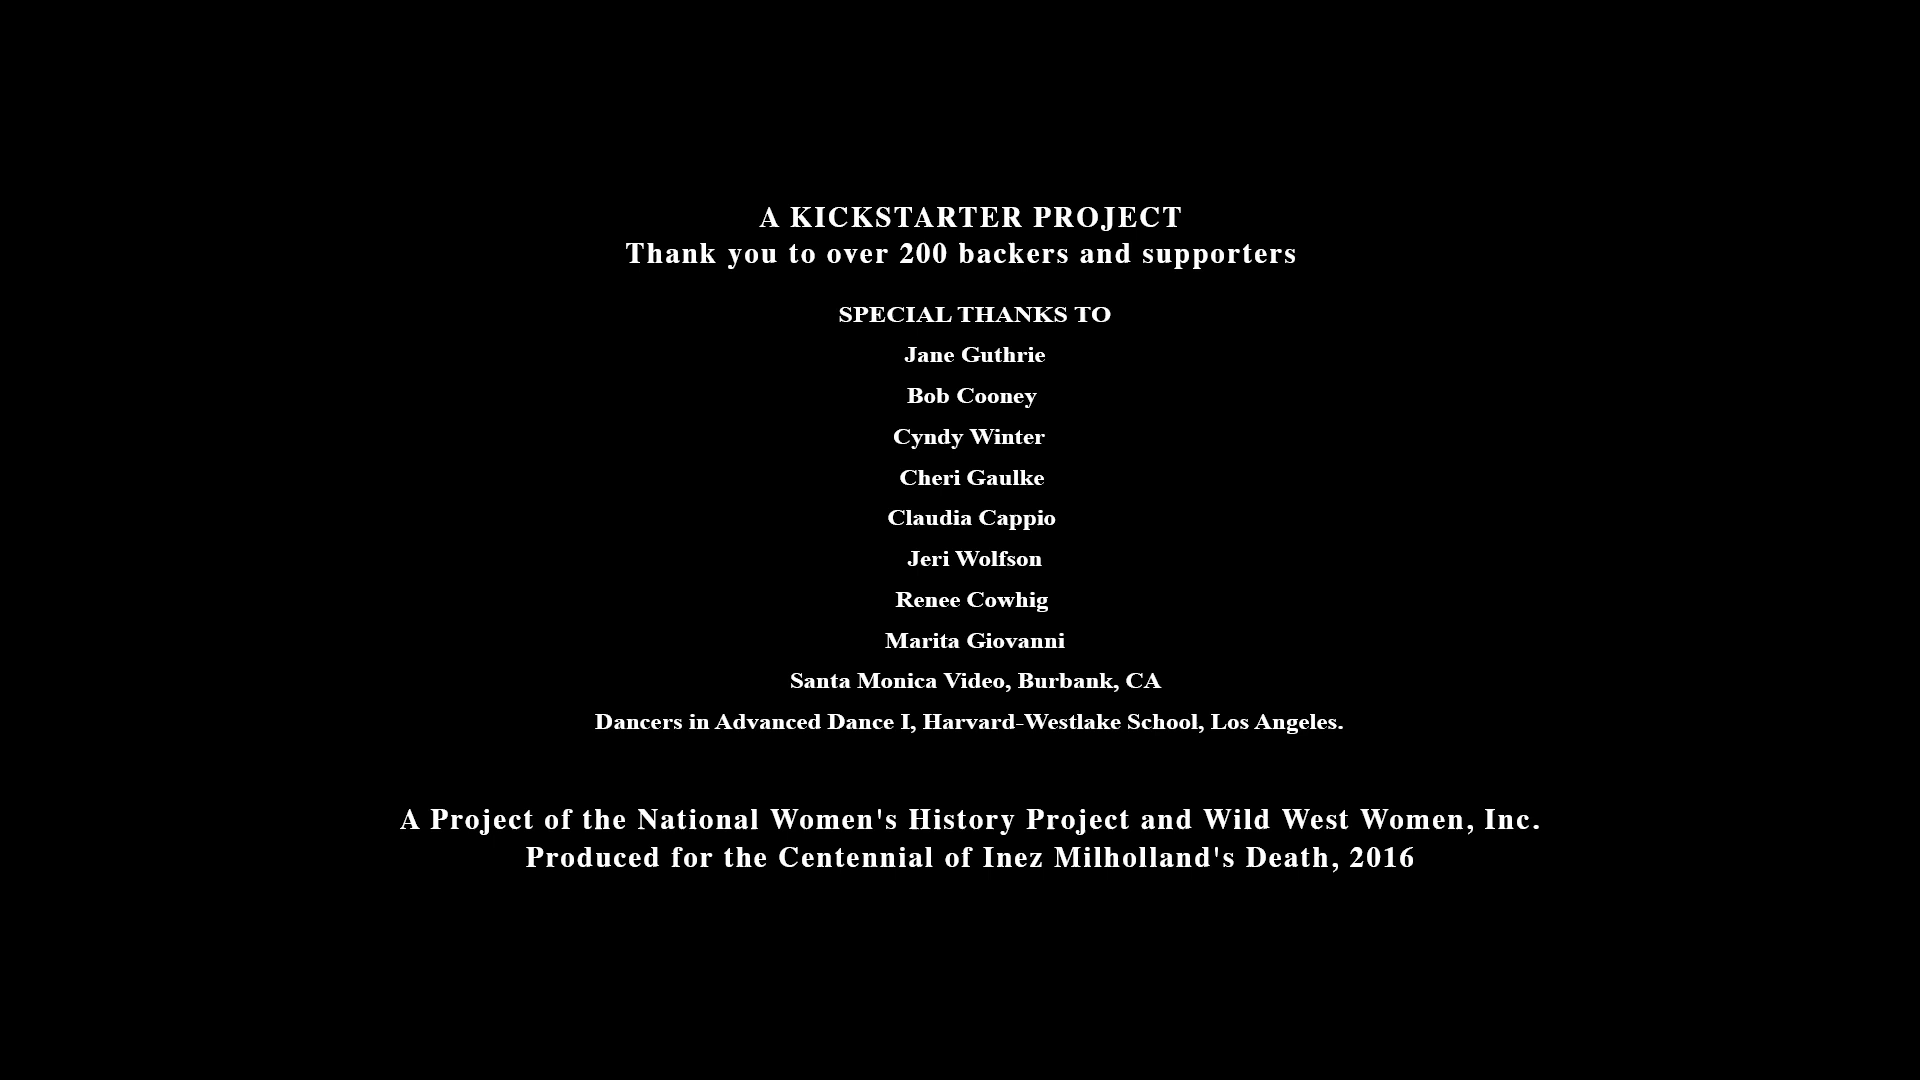 A KICKSTARTER PROJECT
Thank you to over 200 backers and supporters
SPECIAL THANKS TO
Jane Guthrie
Bob Cooney
Cyndy Winter
Cheri Gaulke
Claudia Cappio
Jeri Wolfson
Renee Cowhig
Marita Giovanni
Santa Monica Video, Burbank, CA
Dancers in Advanced Dance I, Harvard-Westlake School, Los Angeles.
A Project of the National Women's History Project and Wild West Women, Inc.
Produced for the Centennial of Inez Milholland's Death, 2016